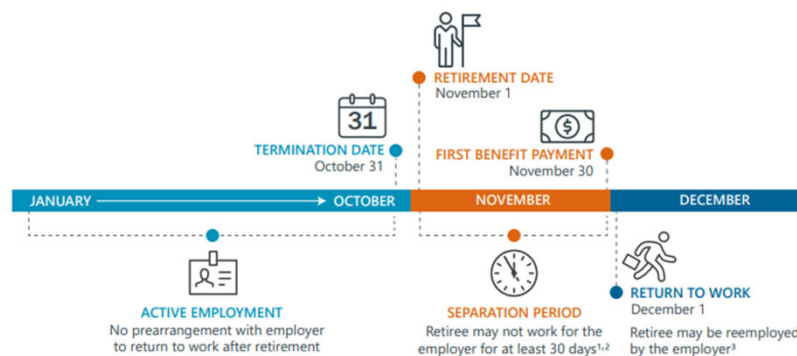 RETIREMENT DATE
November 1
31
TERMINATION DATE
October 31
$
FIRST BENEFIT PAYMENT
November 30
JANUARY
OCTOBER
NOVEMBER
DECEMBER
ACTIVE EMPLOYMENT
No prearrangement with employer
to return to work after retirement
SEPARATION PERIOD
Retiree may not work for the
employer for at least 30 days¹,²
RETURN TO WORK
December 1
Retiree may be reemployed
by the employer³